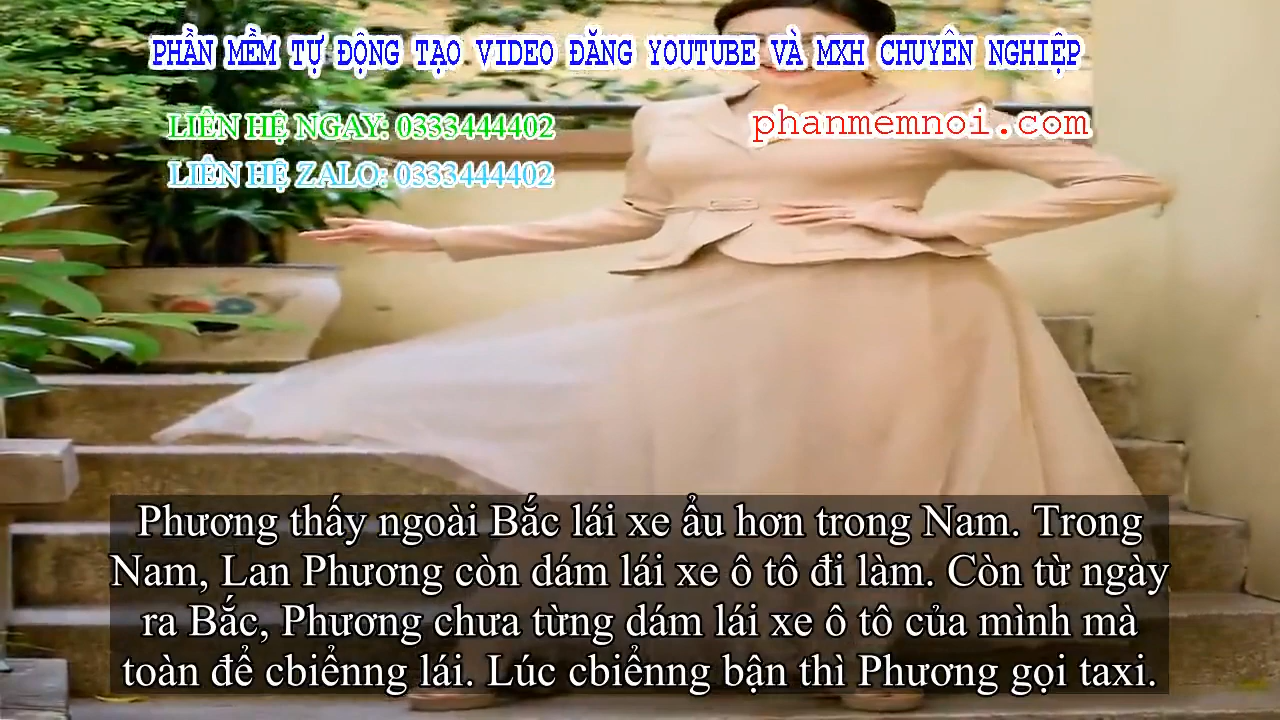 PHẦN MỀM TỰ ĐỘNG TẠO VIDEO ĐĂNG YOUTUBE VÀ MXH CHUYÊN NGHIỆP
LIÊN HỆ NGAY: 0333444402
phanmemnoi.com
LIÊN HỆ ZALO: 0333444402
Phương thấy ngoài Bắc lái xe ẩu hơn trong Nam. Trong
Nam, Lan Phương còn dám lái xe ô tô đi làm. Còn từ ngày
ra Bắc, Phương chưa từng dám lái xe ô tô của mình mà
toàn để cbiểnng lái. Lúc cbiểnng bận thì Phương gọi taxi.